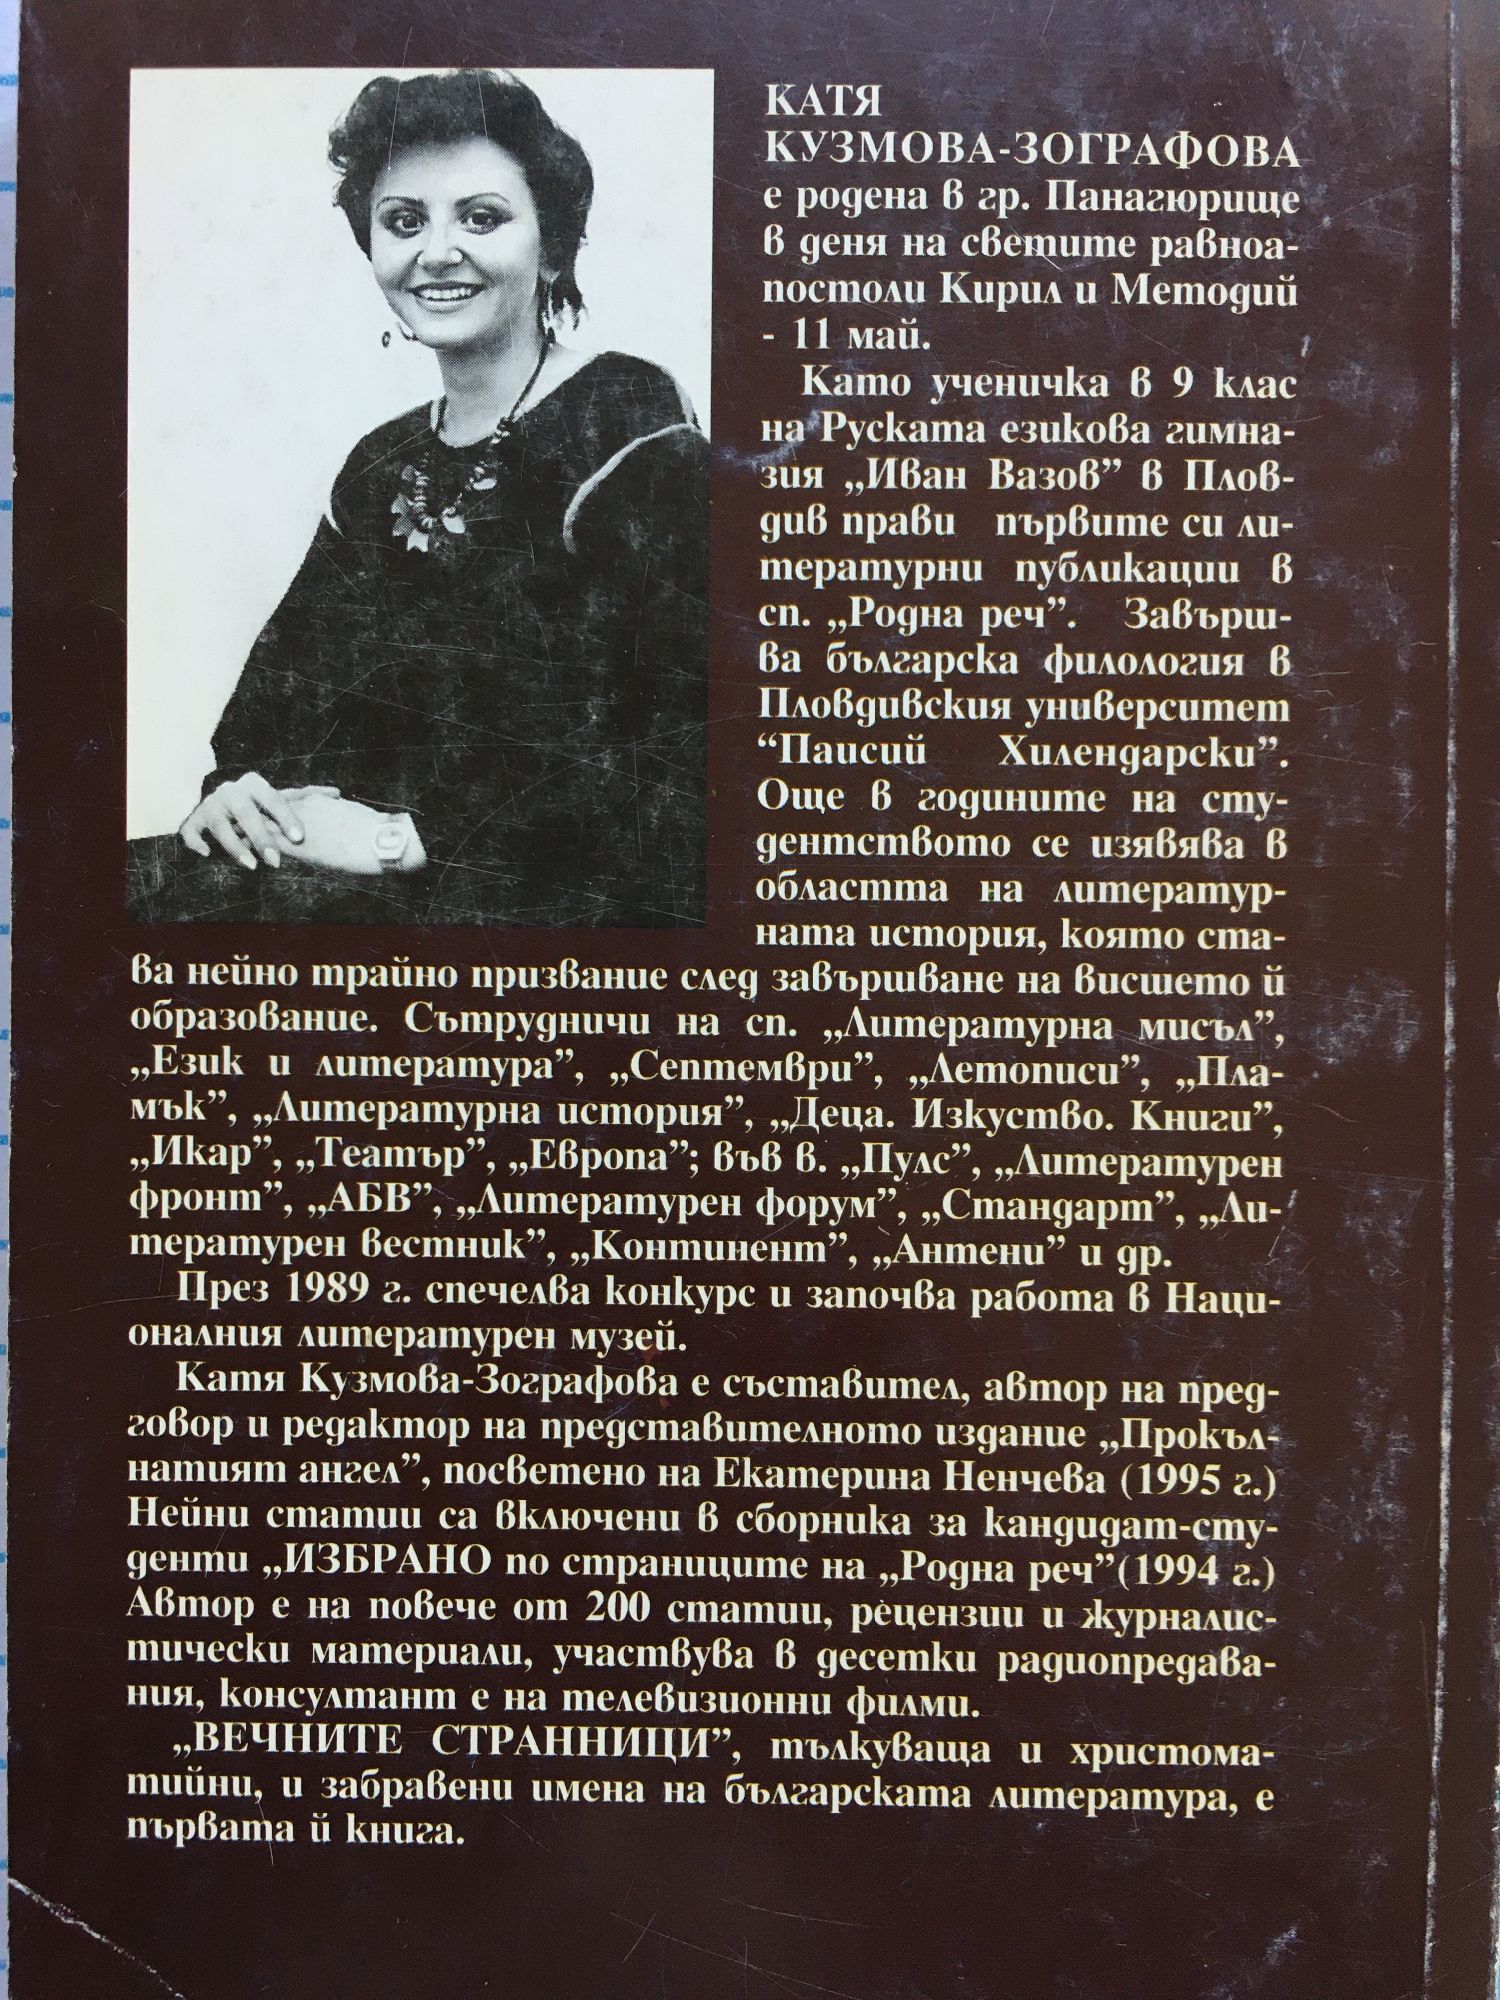 КАТЯ
КУЗМОВА-ЗОГРАФОВА
е родена в гр. Панагюрище
в деня на светите равноа-
постоли Кирил и Методий
- 11 май.
Като ученичка в 9 клас
на Руската езикова гимна-
зия „Иван Вазов” в Плов-
див прави първите си ли-
тературни публикации в
сп. „Родна реч”. Завърш-
ва българска филология в
Пловдивския университет
“Паисий Хилендарски”.
Още в годините на сту-
дентството се изявява в
областта на литератур-
ната история, която ста-
ва нейно трайно призвание след завършване на висшето й
образование. Сътрудничи на сп. „Литературна мисъл”,
„Език и литература”, „Септември”, „Летописи”, „Пла-
мък”, „Литературна история”, „Деца. Изкуство. Книги”,
„Икар”, „Театър”, „Европа”; във в. „Пулс”, „Литературен
фронт”, „АБВ”, „Литературен форум”, „Стандарт”, „Ли-
тературен вестник”, „Континент”, „Антени” и др.
През 1989 г. спечелва конкурс и започва работа в Наци-
оналния литературен музей.
Катя Кузмова-Зографова е съставител, автор на пред-
говор и редактор на представителното издание „Прокъл-
натият ангел”, посветено на Екатерина Ненчева (1995 г.)
Нейни статии са включени в сборника за кандидат-сту-
денти „ИЗБРАНО по страниците на „Родна реч”(1994 г.)
Автор е на повече от 200 статии, рецензии и журналис-
тически материали, участвува в десетки радиопредава-
ния, консултант е на телевизионни филми.
„ВЕЧНИТЕ СТРАННИЦИ”, тълкуваща и христома-
тийни, и забравени имена на българската литература, е
първата й книга.